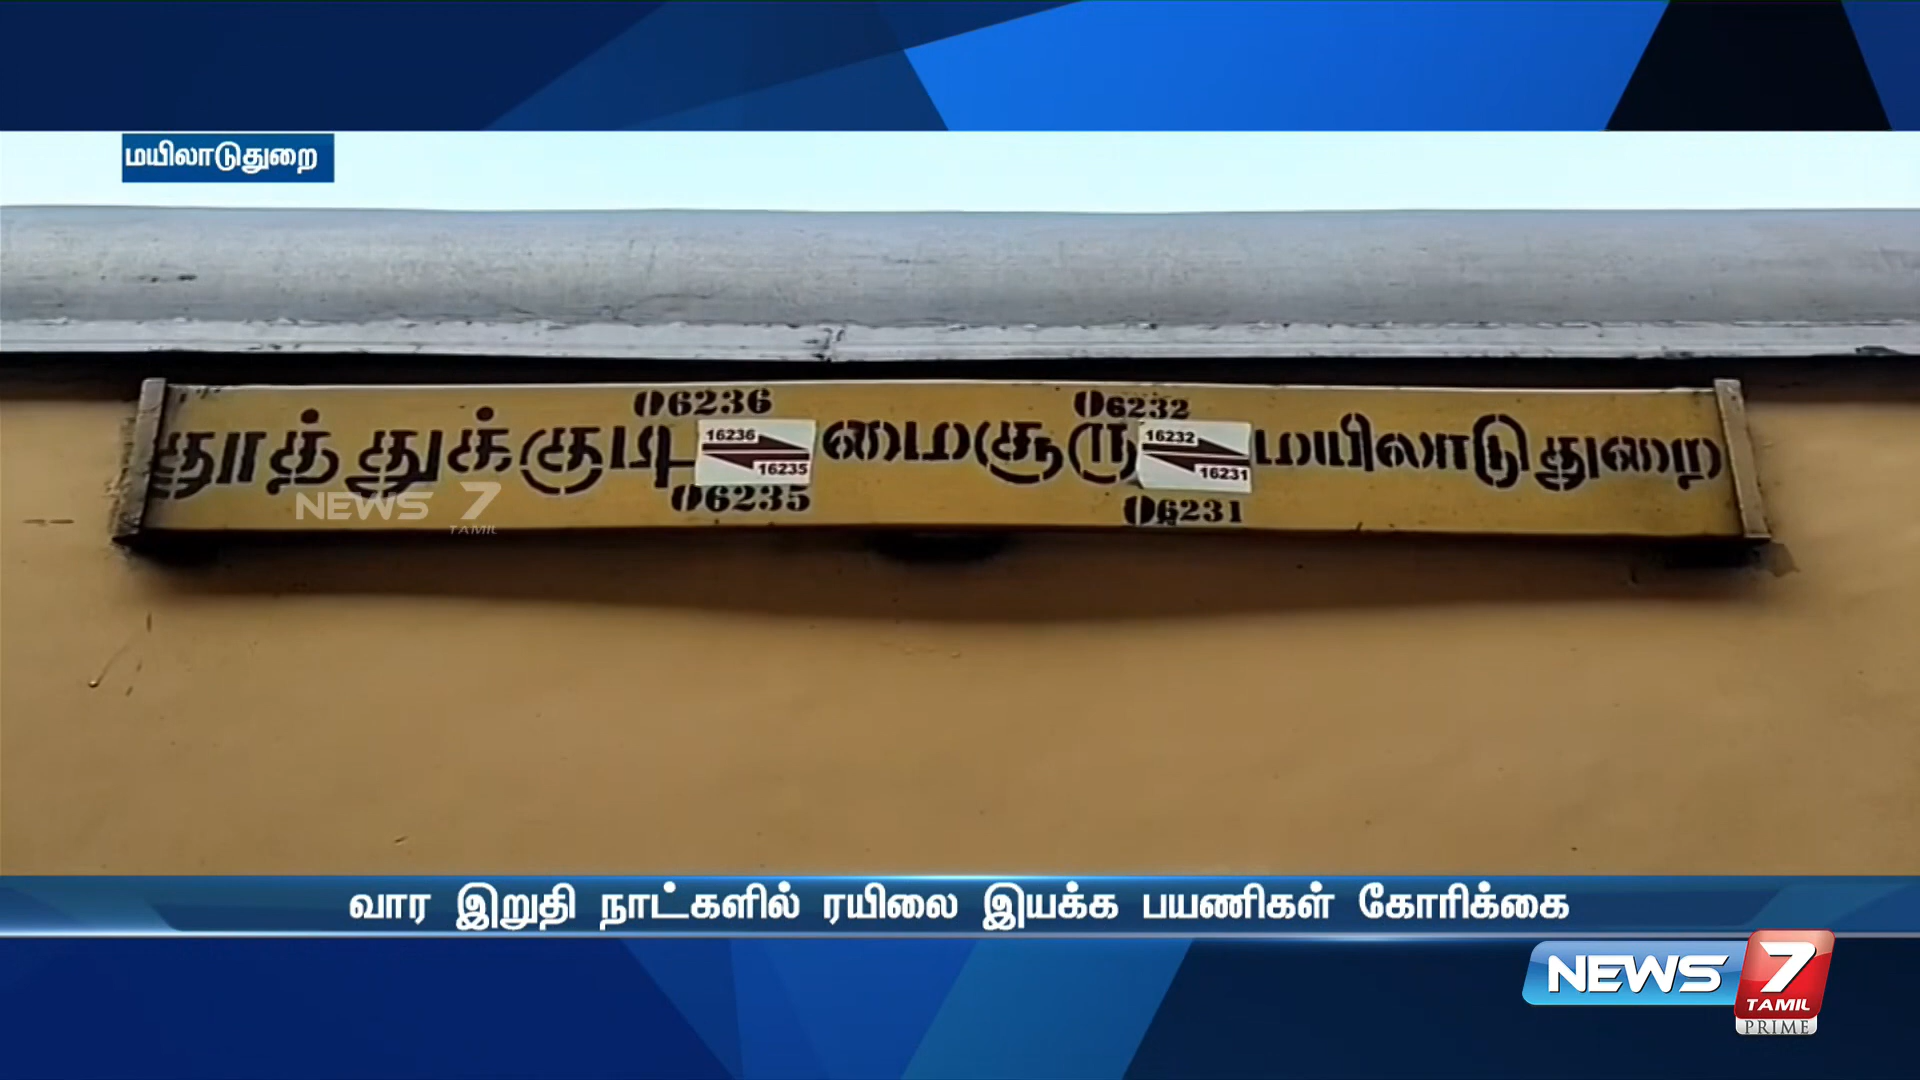 மயிலாடுதுறை
06236 06232
தூத்துக்குடி 16236 16235 மைசூரு 16232 16231 மயிலாடுதுறை
06235 06231
NEWS 7
TAMIL
வார இறுதி நாட்களில் ரயிலை இயக்க பயணிகள் கோரிக்கை
NEWS 7
TAMIL
PRIME